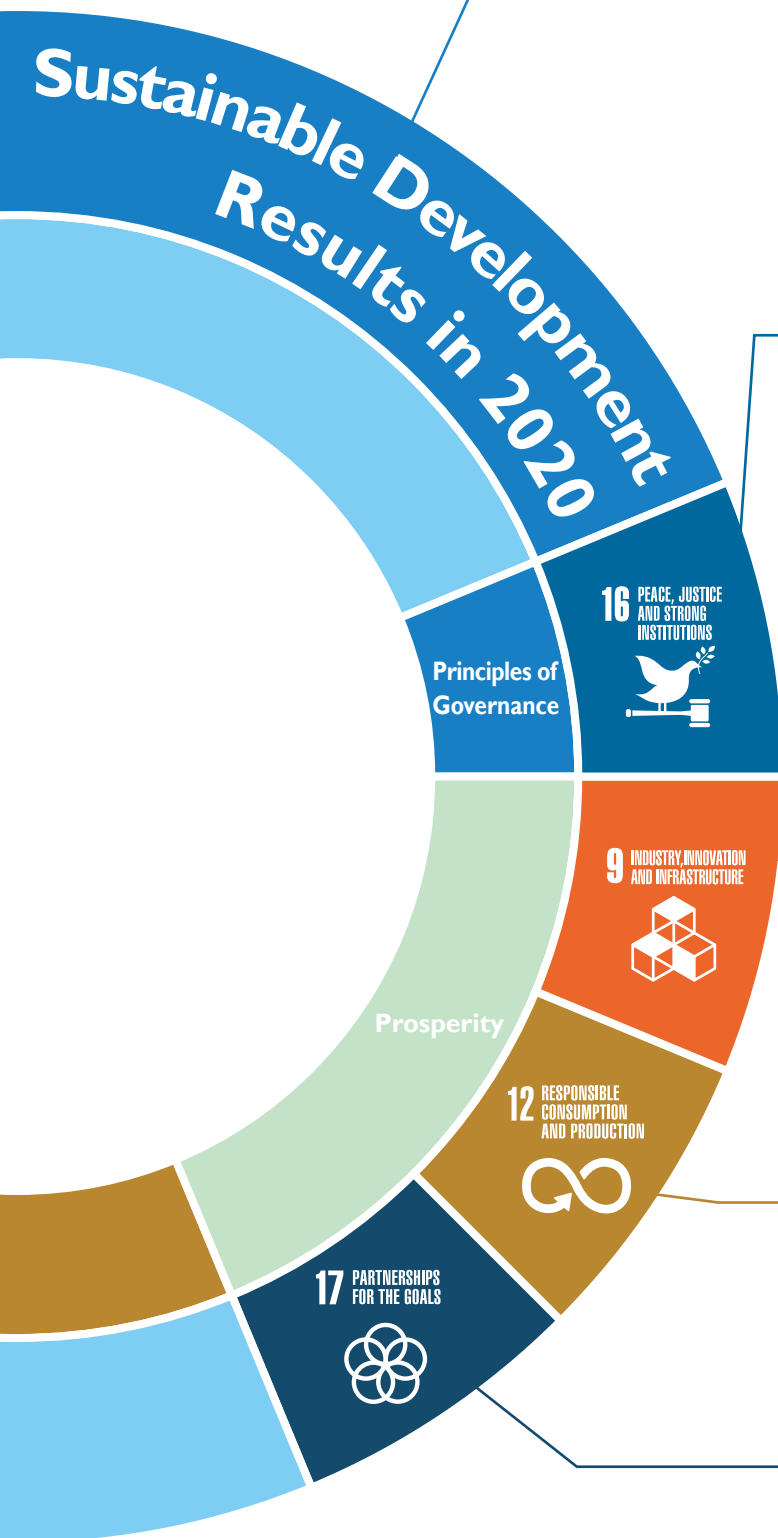 Sustainable Development
Results in 2020
16 PEACE, JUSTICE
AND STRONG
INSTITUTIONS
Principles of
Governance
9 INDUSTRY,INNOVATION
AND INFRASTRUCTURE
Prosperity
12 RESPONSIBLE
CONSUMPTION
AND PRODUCTION
17 PARTNERSHIPS
FOR THE GOALS